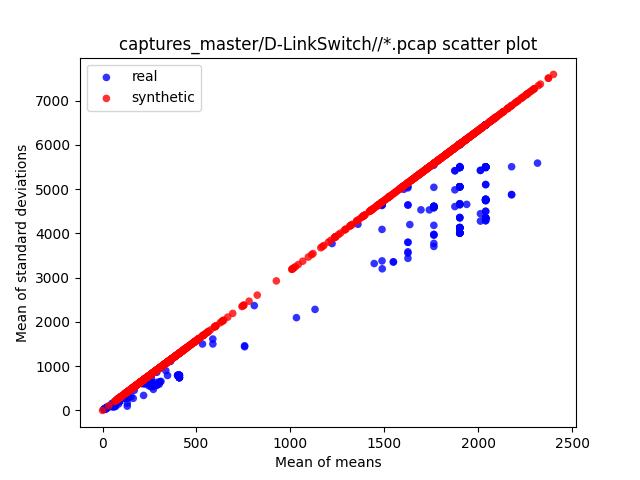 captures_master/D-LinkSwitch//*.pcap scatter plot
real
synthetic
7000
6000
5000
4000
3000
2000
1000
0
Mean of standard deviations
0 500 1000 1500 2000 2500
Mean of means